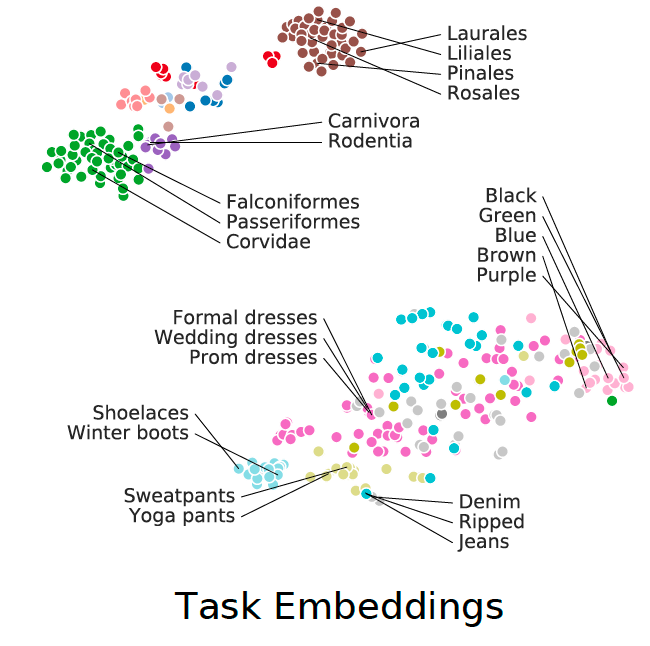 Laurales
Liliales
Pinales
Rosales
Carnivora
Rodentia
Falconiformes
Passeriformes
Corvidae
Black
Green
Blue
Brown
Purple
Formal dresses
Wedding dresses
Prom dresses
Shoelaces
Winter boots
Sweatpants
Yoga pants
Denim
Ripped
Jeans
Task Embeddings